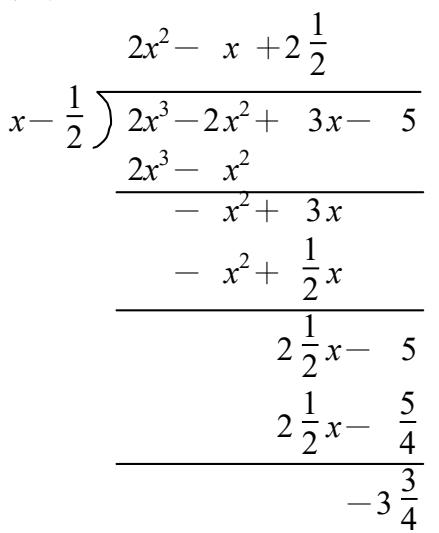 2x² − x + 2 1/2
x − 1/2 ) 2x³ − 2x² + 3x − 5
2x³ − x²
− x² + 3x
− x² + 1/2 x
2 1/2 x − 5
2 1/2 x − 5/4
−3 3/4